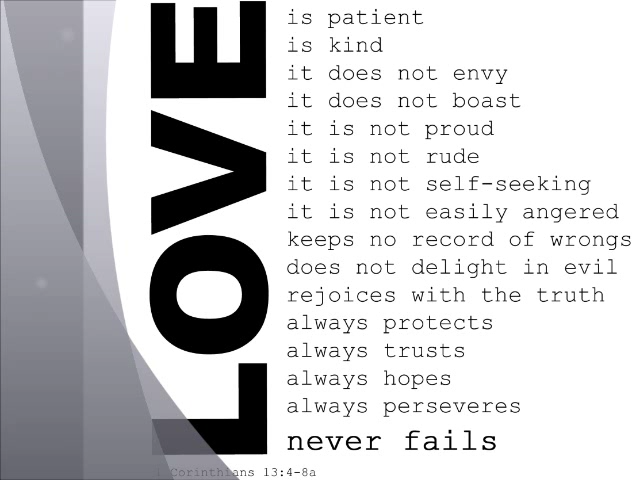 LOVE
is patient
is kind
it does not envy
it does not boast
it is not proud
it is not rude
it is not self-seeking
it is not easily angered
keeps no record of wrongs
does not delight in evil
rejoices with the truth
always protects
always trusts
always hopes
always perseveres
never fails
Corinthians 13:4-8a